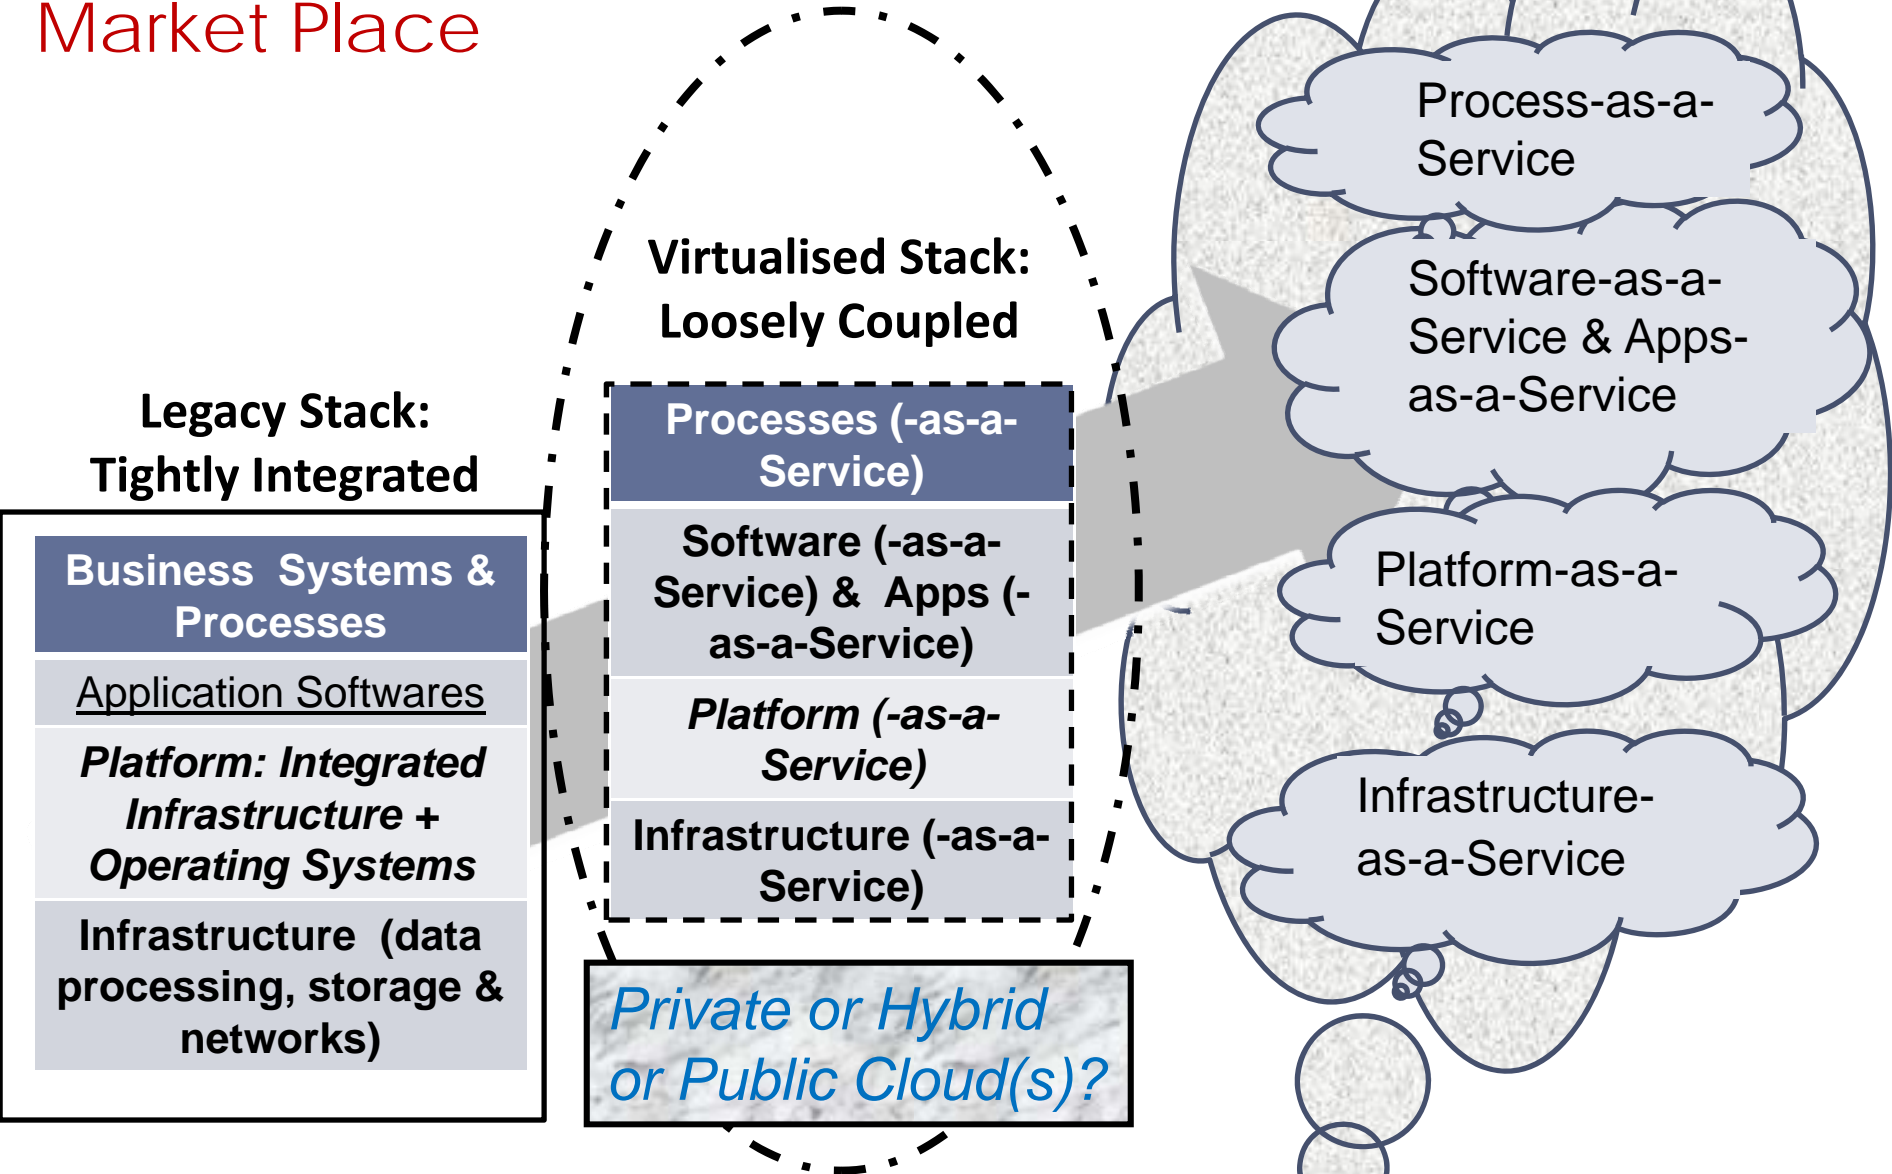 Market Place
Legacy Stack:
Tightly Integrated
Business  Systems &
Processes
Application Softwares
Platform: Integrated
Infrastructure +
Operating Systems
Infrastructure  (data
processing, storage &
networks)
Virtualised Stack:
Loosely Coupled
Processes (-as-a-
Service)
Software (-as-a-
Service) &  Apps (-
as-a-Service)
Platform (-as-a-
Service)
Infrastructure (-as-a-
Service)
Private or Hybrid
or Public Cloud(s)?
Process-as-a-
Service
Software-as-a-
Service & Apps-
as-a-Service
Platform-as-a-
Service
Infrastructure-
as-a-Service